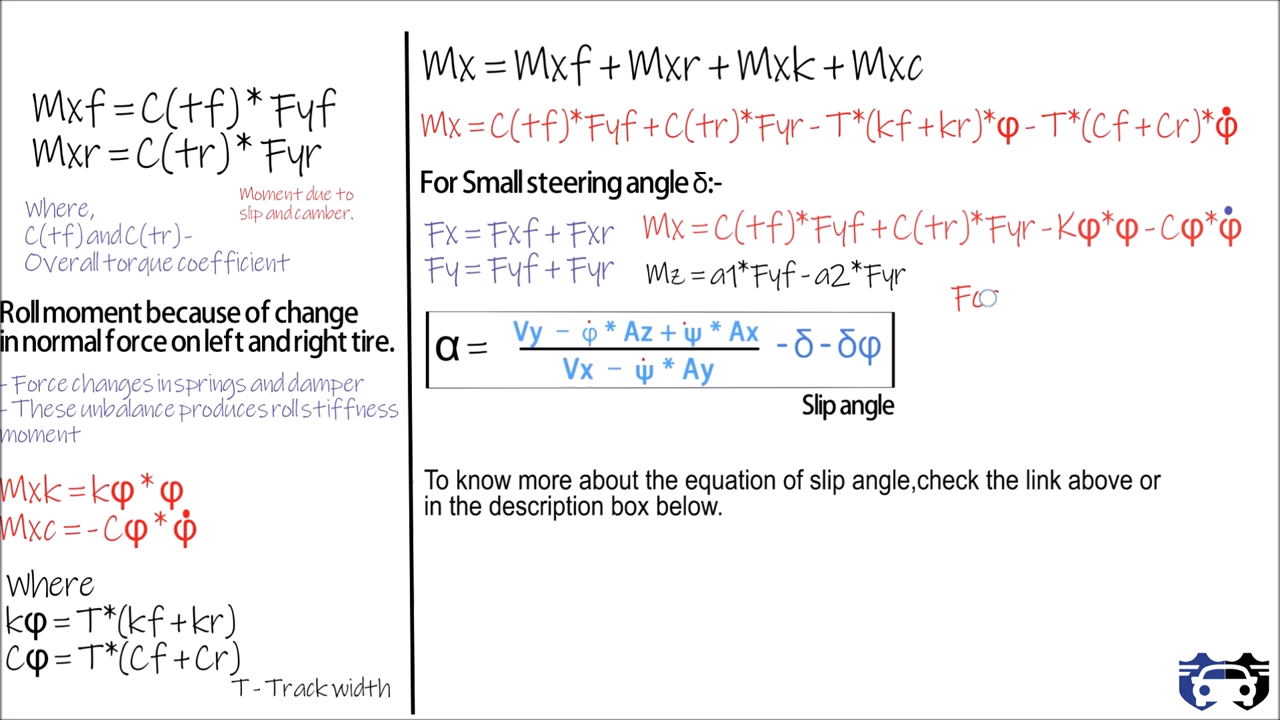 Mxf = C(tf)* Fyf
Mxr = C(tr)* Fyr
Moment due to
slip and camber.
Where,
C(tf) and C(tr) -
Overall torque coefficient
Roll moment because of change
in normal force on left and right tire.
- Force changes in springs and damper
- These unbalance produces roll stiffness
moment
Mxk = kφ * φ
Mxc = - Cφ * φ̇
Where
kφ = T*(kf + kr)
Cφ = T*(Cf + Cr)
T - Track width
Mx = Mxf + Mxr + Mxk + Mxc
Mx = C(tf)*Fyf + C(tr)*Fyr - T*(kf + kr)*φ - T*(Cf + Cr)*φ̇
For Small steering angle δ:-
Fx = Fxf + Fxr
Fy = Fyf + Fyr
Mx = C(tf)*Fyf + C(tr)*Fyr - Kφ*φ - Cφ*φ̇
Mz = a1*Fyf - a2*Fyr
α = Vy - φ̇ * Az + ψ̇ * Ax - δ - δφ
Vx - ψ̇ * Ay
Slip angle
To know more about the equation of slip angle,check the link above or
in the description box below.